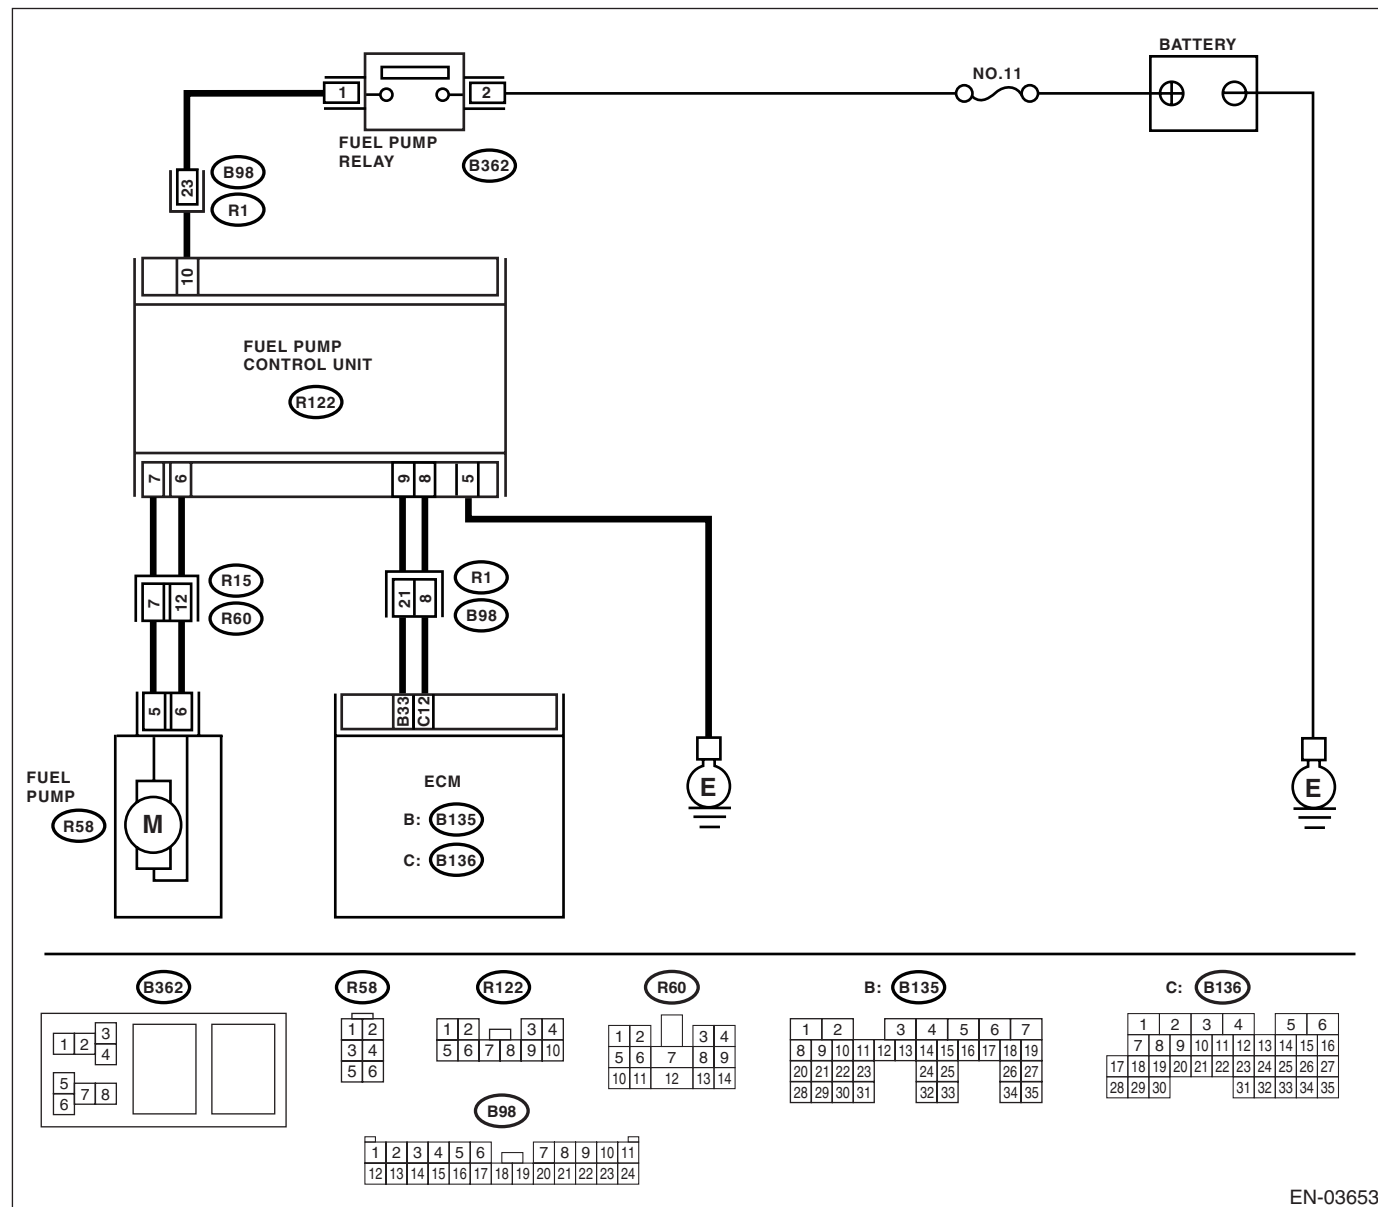 BATTERY
NO.11
1
2
FUEL PUMP
RELAY
B362
23
B98
R1
10
FUEL PUMP
CONTROL UNIT
R122
7 6 9 8 5
R15
R60
7 12
R1
B98
21 8
5 6
B33 C12
FUEL
PUMP
R58
M
ECM
B: B135
C: B136
E
E
B362
1 2 3
4
5
6 7 8
R58
1 2
3 4
5 6
R122
1 2 3 4
5 6 7 8 9 10
R60
1 2 3 4
5 6 7 8 9
10 11 12 13 14
B: B135
1 2 3 4 5 6 7
8 9 10 11 12 13 14 15 16 17 18 19
20 21 22 23 24 25 26 27
28 29 30 31 32 33 34 35
C: B136
1 2 3 4 5 6
7 8 9 10 11 12 13 14 15 16
17 18 19 20 21 22 23 24 25 26 27
28 29 30 31 32 33 34 35
B98
1 2 3 4 5 6 7 8 9 10 11
12 13 14 15 16 17 18 19 20 21 22 23 24
EN-03653